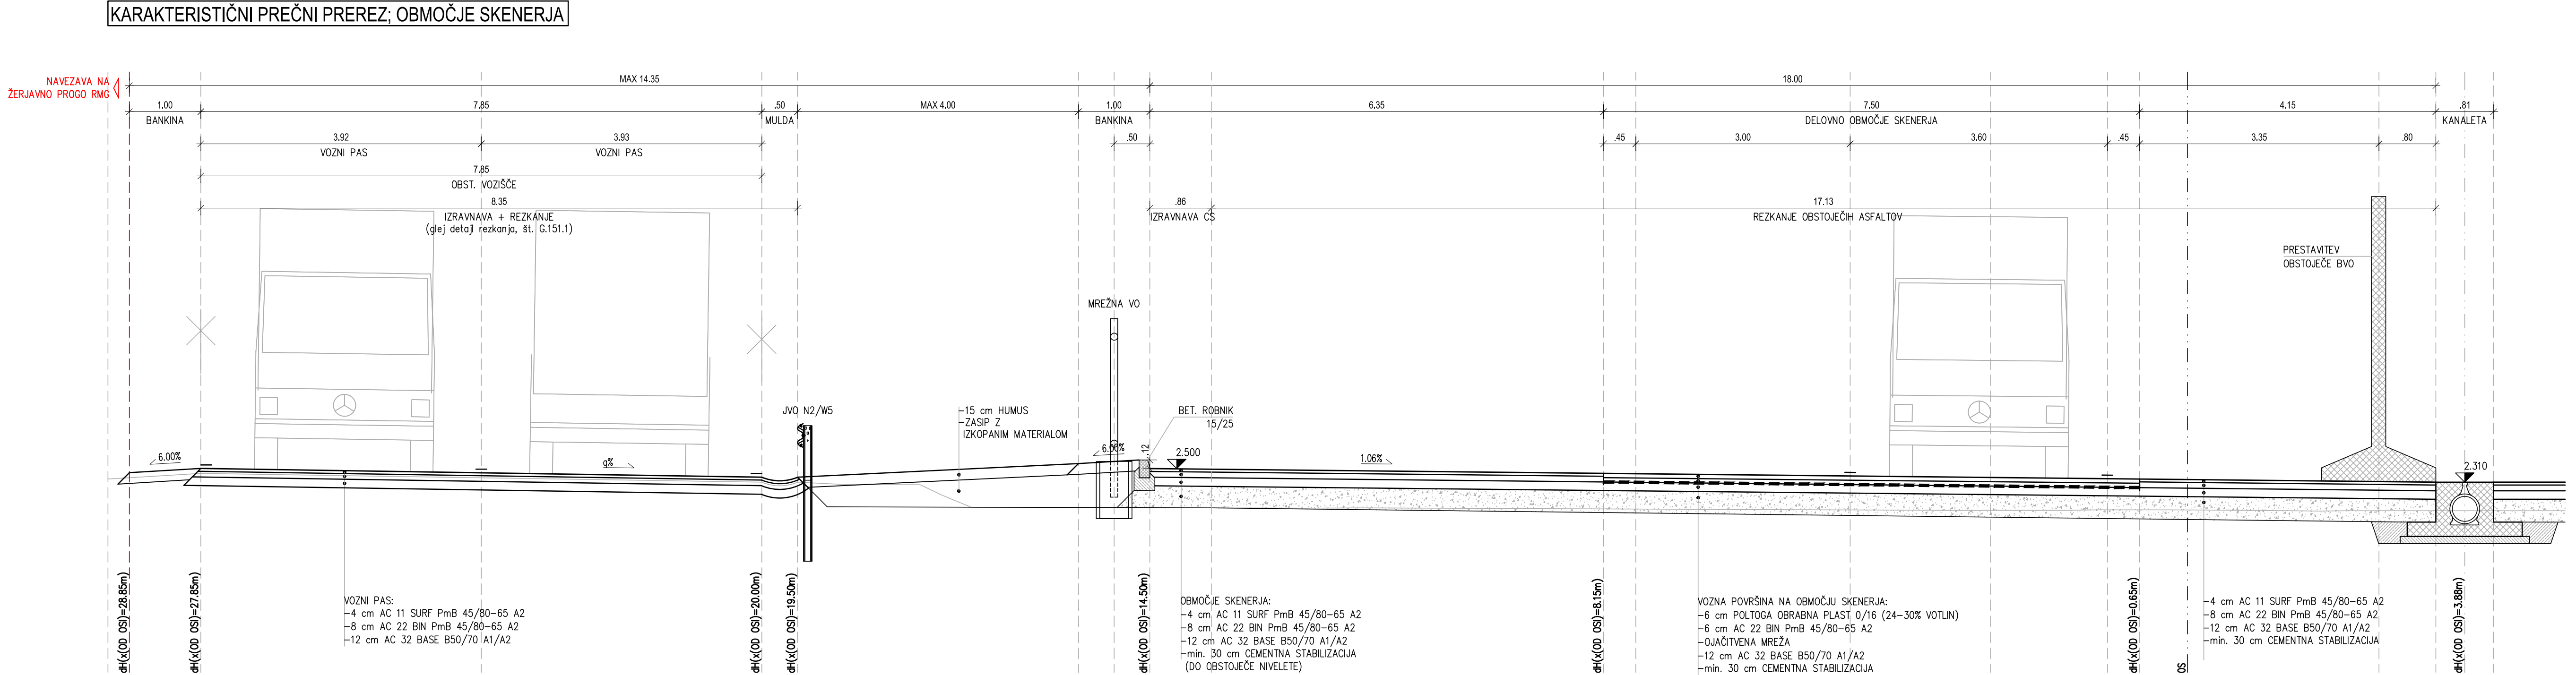 KARAKTERISTIČNI PREČNI PREREZ; OBMOČJE SKENERJA
NAVEZAVA NA
ŽERJAVNO PROGO RMG
MAX 14.35
18.00
1.00
7.85
.50
MAX 4.00
1.00
6.35
7.50
4.15
.81
BANKINA
MULDA
BANKINA
DELOVNO OBMOČJE SKENERJA
KANALETA
3.92
3.93
.50
.45
3.00
3.60
.45
3.35
.80
VOZNI PAS
VOZNI PAS
7.85
OBST. VOZIŠČE
8.35
.86
17.13
IZRAVNAVA + REZKANJE
(glej detajl rezkanja, št. G.151.1)
IZRAVNAVA CS
REZKANJE OBSTOJEČIH ASFALTOV
PRESTAVITEV
OBSTOJEČE BVO
MREŽNA VO
JVO N2/W5
-15 cm HUMUS
-ZASIP Z
IZKOPANIM MATERIALOM
BET. ROBNIK
15/25
6.00%
q%
6.00%
.12
2.500
1.06%
2.310
dH(x(OD OSI)=28.85m)
dH(x(OD OSI)=27.85m)
dH(x(OD OSI)=20.00m)
dH(x(OD OSI)=19.50m)
dH(x(OD OSI)=14.50m)
dH(x(OD OSI)=8.15m)
dH(x(OD OSI)=0.65m)
OS
dH(x(OD OSI)=3.88m)
VOZNI PAS:
-4 cm AC 11 SURF PmB 45/80-65 A2
-8 cm AC 22 BIN PmB 45/80-65 A2
-12 cm AC 32 BASE B50/70 A1/A2
OBMOČJE SKENERJA:
-4 cm AC 11 SURF PmB 45/80-65 A2
-8 cm AC 22 BIN PmB 45/80-65 A2
-12 cm AC 32 BASE B50/70 A1/A2
-min. 30 cm CEMENTNA STABILIZACIJA
(DO OBSTOJEČE NIVELETE)
VOZNA POVRŠINA NA OBMOČJU SKENERJA:
-6 cm POLTOGA OBRABNA PLAST 0/16 (24-30% VOTLIN)
-6 cm AC 22 BIN PmB 45/80-65 A2
-OJAČITVENA MREŽA
-12 cm AC 32 BASE B50/70 A1/A2
-min. 30 cm CEMENTNA STABILIZACIJA
-4 cm AC 11 SURF PmB 45/80-65 A2
-8 cm AC 22 BIN PmB 45/80-65 A2
-12 cm AC 32 BASE B50/70 A1/A2
-min. 30 cm CEMENTNA STABILIZACIJA